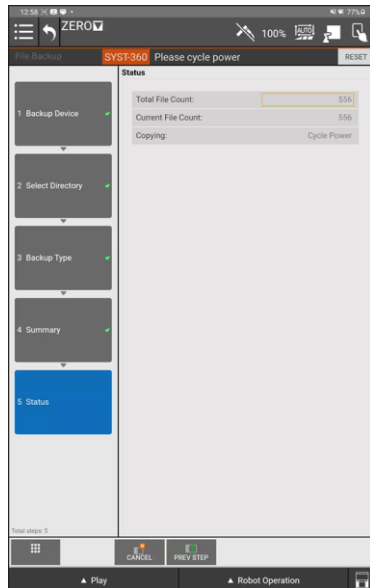 12:58
77%
ZERO
100%
AUTO
File Backup
SYST-360 Please cycle power
RESET
Status
1 Backup Device
2 Select Directory
3 Backup Type
4 Summary
5 Status
Total File Count: 556
Current File Count: 556
Copying: Cycle Power
Total steps: 5
CANCEL
PREV STEP
Play
Robot Operation